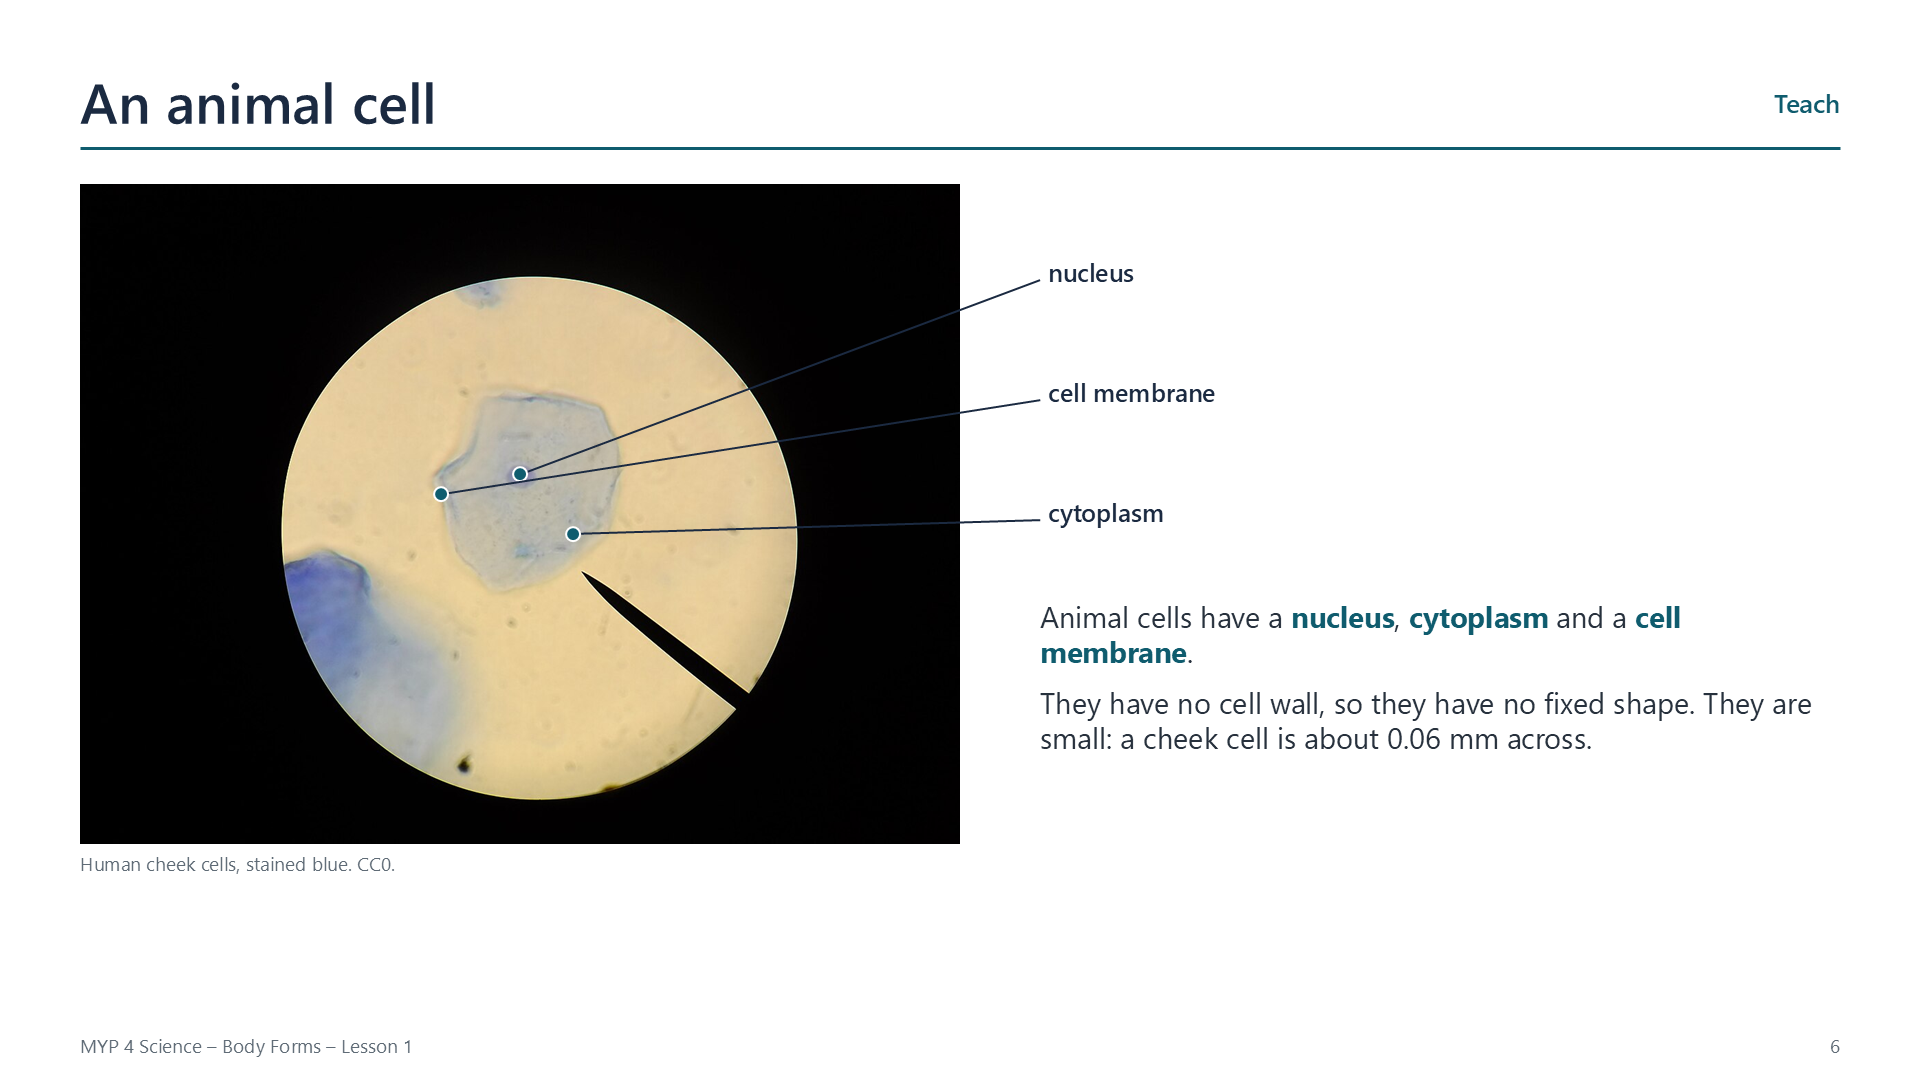 An animal cell
Teach
nucleus
cell membrane
cytoplasm
Animal cells have a nucleus, cytoplasm and a cell
membrane.
They have no cell wall, so they have no fixed shape. They are
small: a cheek cell is about 0.06 mm across.
Human cheek cells, stained blue. CC0.
MYP 4 Science – Body Forms – Lesson 1
6